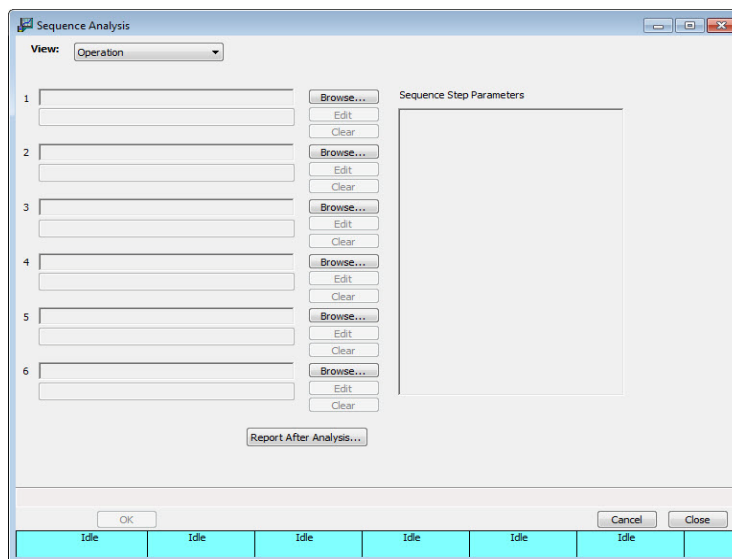 Sequence Analysis
View: Operation
1 Browse... Sequence Step Parameters
Edit
Clear
2 Browse...
Edit
Clear
3 Browse...
Edit
Clear
4 Browse...
Edit
Clear
5 Browse...
Edit
Clear
6 Browse...
Edit
Clear
Report After Analysis...
OK Cancel Close
Idle Idle Idle Idle Idle Idle